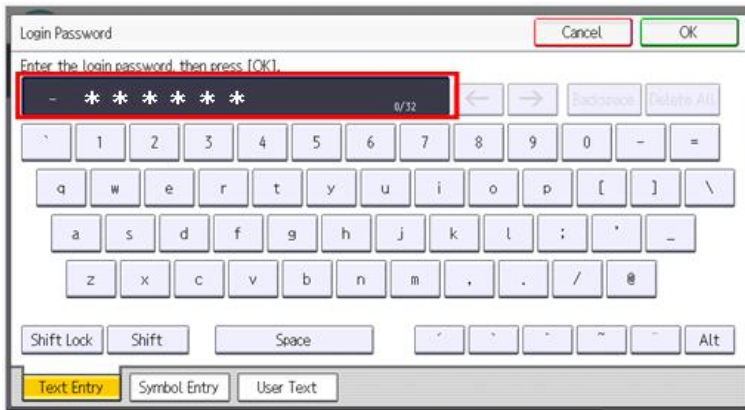 Login Password Cancel OK
Enter the login password, then press [OK].
_ ****** 0/32 ← → Backspace Delete All
` 1 2 3 4 5 6 7 8 9 0 - =
q w e r t y u i o p [ ] \
a s d f g h j k l ; ' _
z x c v b n m , . / @
Shift Lock Shift Space ´ ` ^ ~ ¨ Alt
Text Entry Symbol Entry User Text